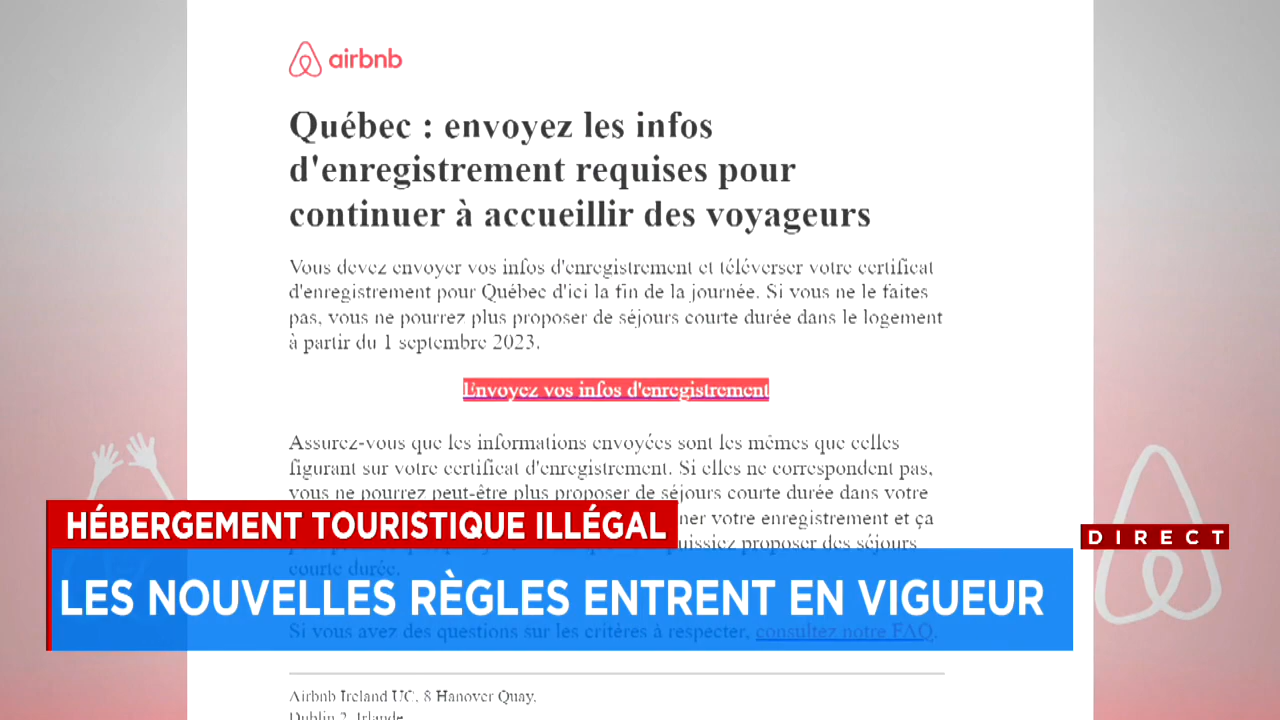 airbnb
Québec : envoyez les infos
d'enregistrement requises pour
continuer à accueillir des voyageurs
Vous devez envoyer vos infos d'enregistrement et téléverser votre certificat
d'enregistrement pour Québec d'ici la fin de la journée. Si vous ne le faites
pas, vous ne pourrez plus proposer de séjours courte durée dans le logement
à partir du 1 septembre 2023.
Envoyez vos infos d'enregistrement
Assurez-vous que les informations envoyées sont les mêmes que celles
figurant sur votre certificat d'enregistrement. Si elles ne correspondent pas,
vous ne pourrez peut-être plus proposer de séjours courte durée dans votre
votre enregistrement et ça
puissiez proposer des séjours
courte durée.
HÉBERGEMENT TOURISTIQUE ILLÉGAL
DIRECT
LES NOUVELLES RÈGLES ENTRENT EN VIGUEUR
Si vous avez des questions sur les critères à respecter, consultez notre FAQ.
Airbnb Ireland UC, 8 Hanover Quay,
Dublin 2, Irlande